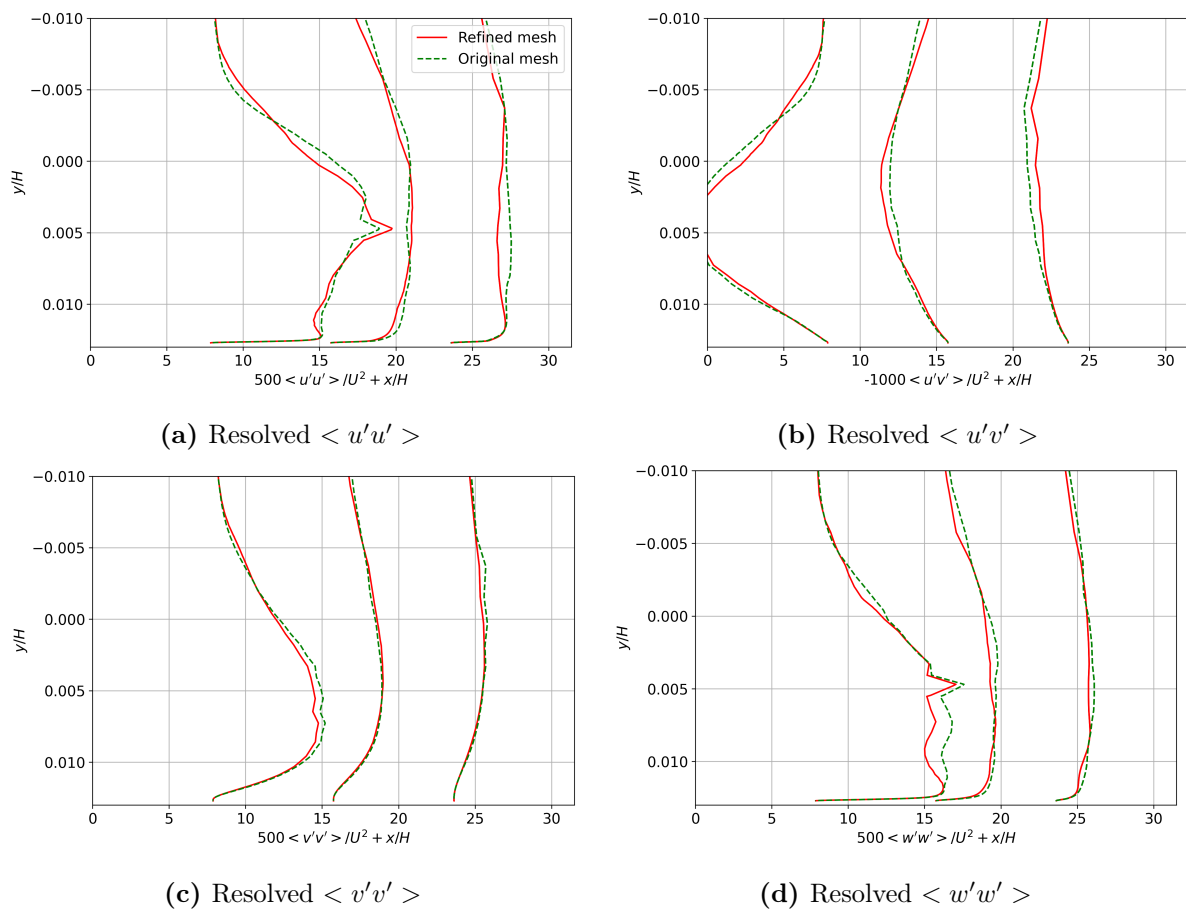 −0.010
−0.005
0.000
0.005
0.010
y/H
0 5 10 15 20 25 30
500 < u'u' > /U² + x/H
Refined mesh
Original mesh
(a) Resolved < u'u' >
−0.010
−0.005
0.000
0.005
0.010
y/H
0 5 10 15 20 25 30
-1000 < u'v' > /U² + x/H
(b) Resolved < u'v' >
−0.010
−0.005
0.000
0.005
0.010
y/H
0 5 10 15 20 25 30
500 < v'v' > /U² + x/H
(c) Resolved < v'v' >
−0.010
−0.005
0.000
0.005
0.010
y/H
0 5 10 15 20 25 30
500 < w'w' > /U² + x/H
(d) Resolved < w'w' >